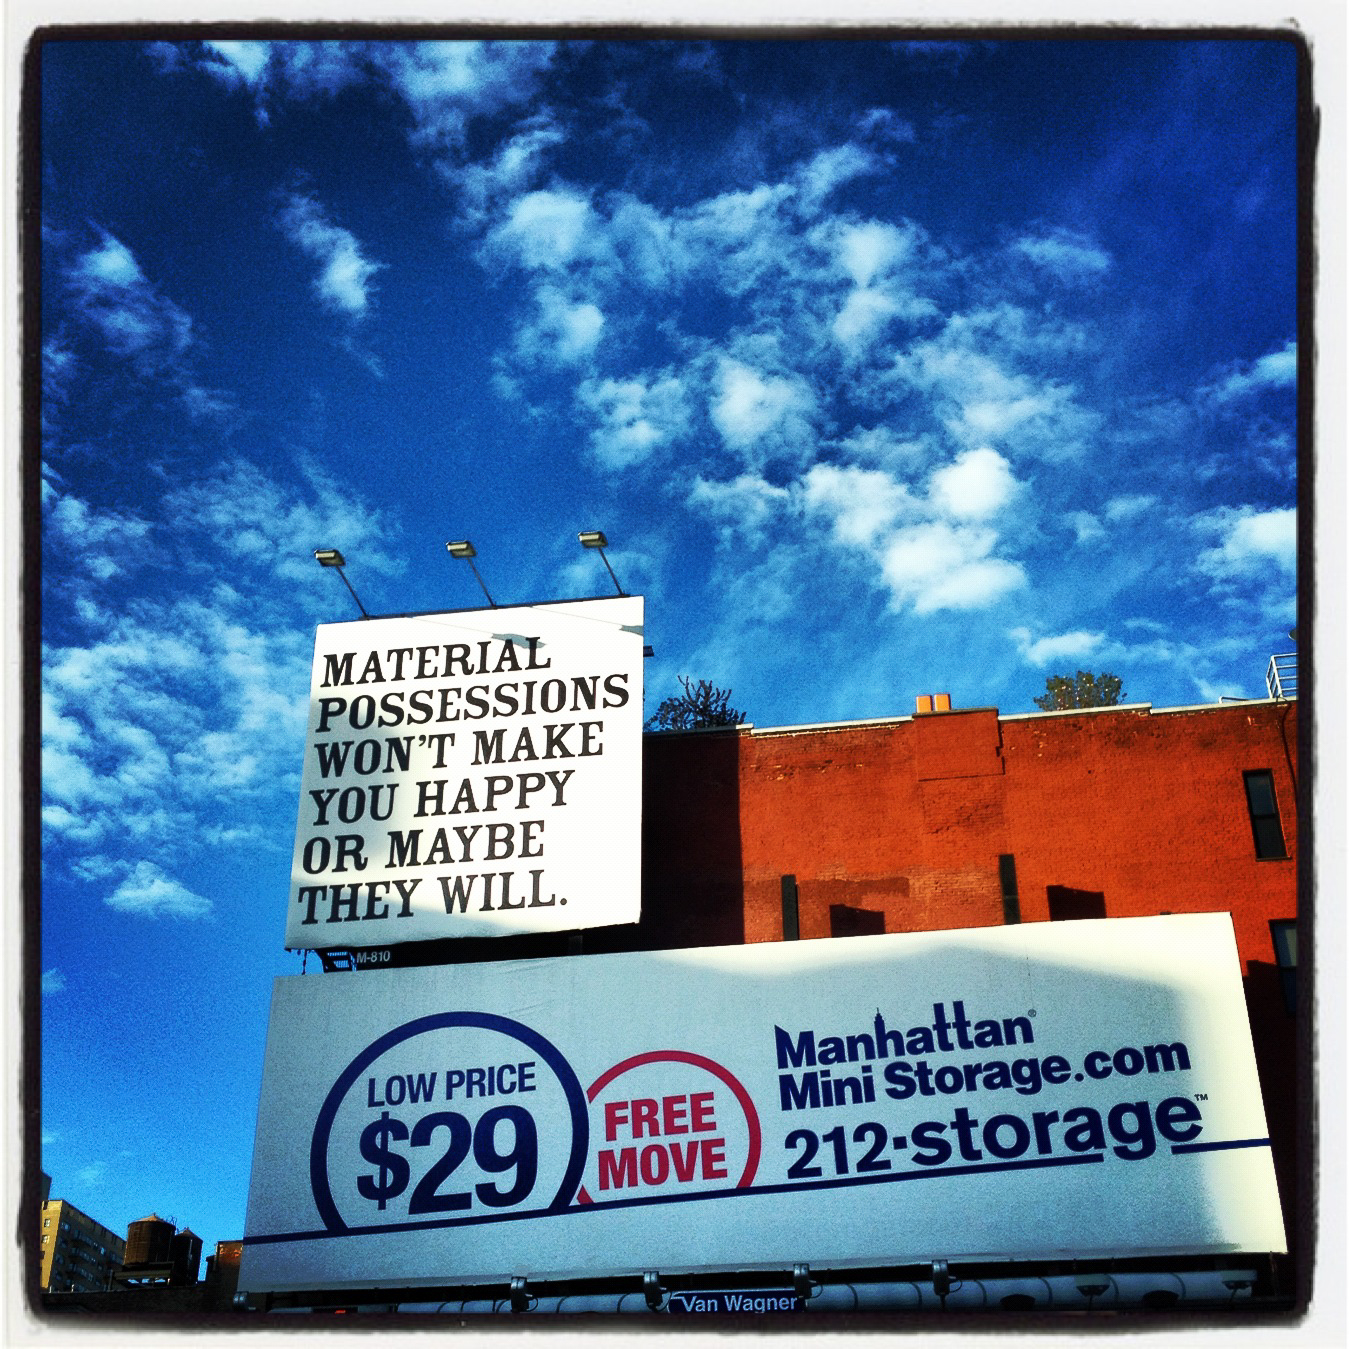 MATERIAL
POSSESSIONS
WON'T MAKE
YOU HAPPY
OR MAYBE
THEY WILL.
M-810
LOW PRICE
$29
FREE
MOVE
Manhattan®
Mini Storage.com
212·storage™
Van Wagner